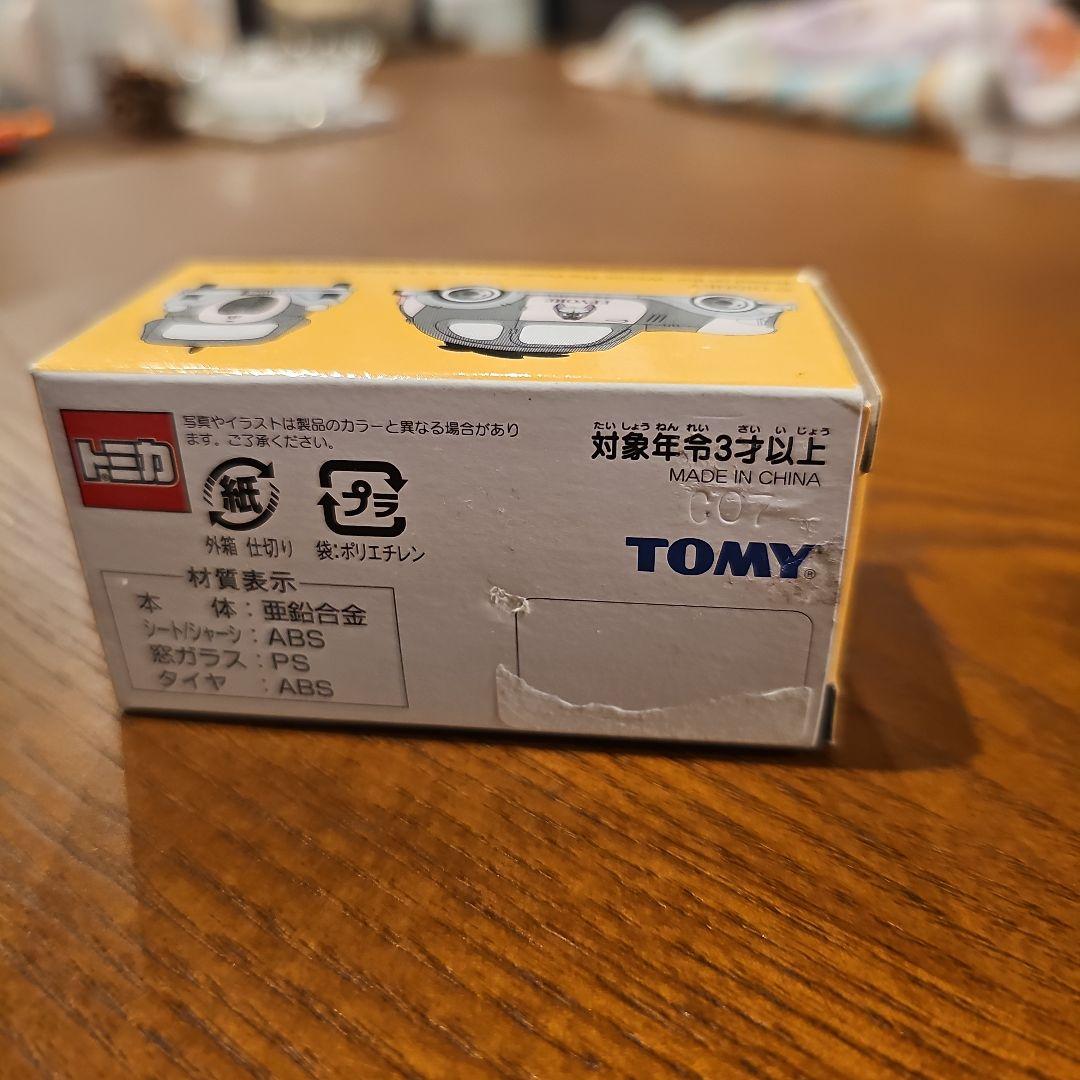 トミカ
写真やイラストは製品のカラーと異なる場合があり
ます。ご了承ください。
紙
プラ
外箱 仕切り
袋:ポリエチレン
たいしょうねんれい さいいじょう
対象年令3才以上
MADE IN CHINA
C07
TOMY®
材質表示
本体:亜鉛合金
シート/シャーシ:ABS
窓ガラス:PS
タイヤ:ABS